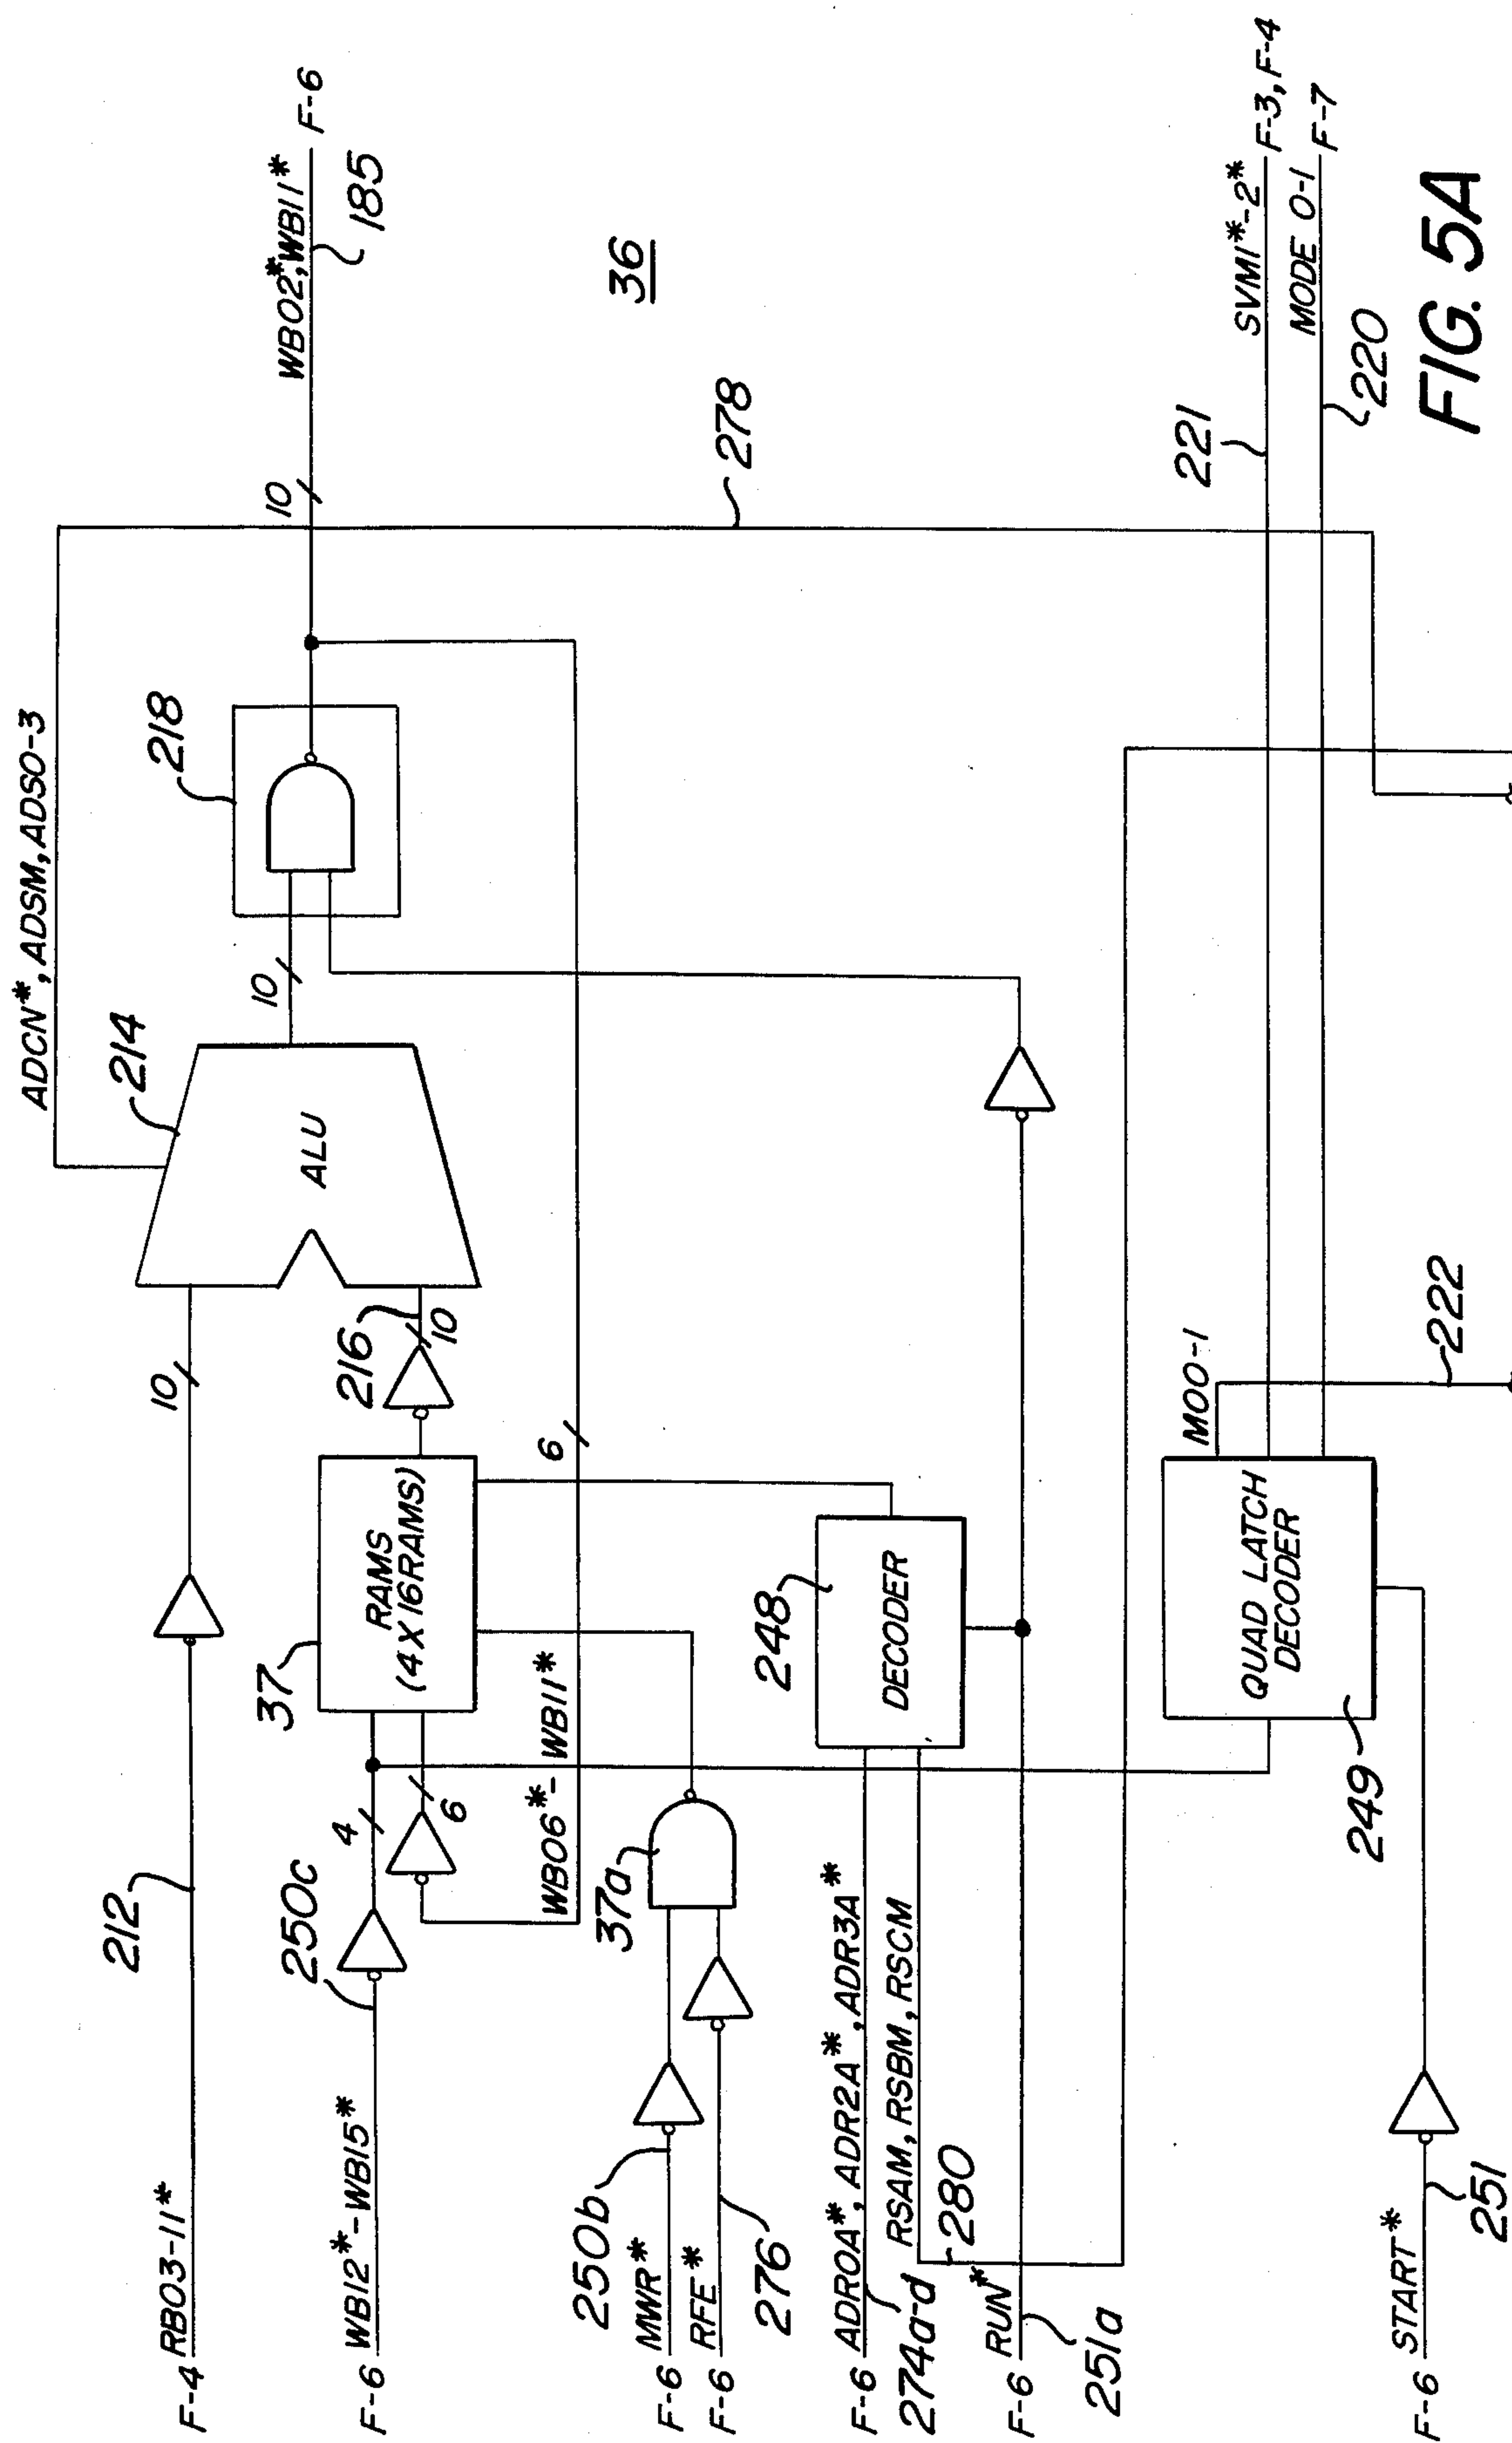 ADCN*, ADSM, ADS0-3
214
218
F-4 RB03-11*
212
10
ALU
10
10
WB02*, WB11*
F-6
185
F-6 WB12*-WB15*
250c
4
6
37
RAMS
(4 X 16 RAMS)
216
10
6
WB06*- WB11*
278
36
250b
F-6 MWR*
F-6 RFE*
276
37a
F-6 ADR0A*, ADR2A*, ADR3A*
274a-d
RSAM, RSBM, RSCM
280
248
DECODER
F-6 RUN*
251a
M00-1
222
QUAD LATCH
DECODER
249
221
SVM1*-2*
F-3, F-4
MODE 0-1
F-7
220
F-6 START*
251
FIG. 5A